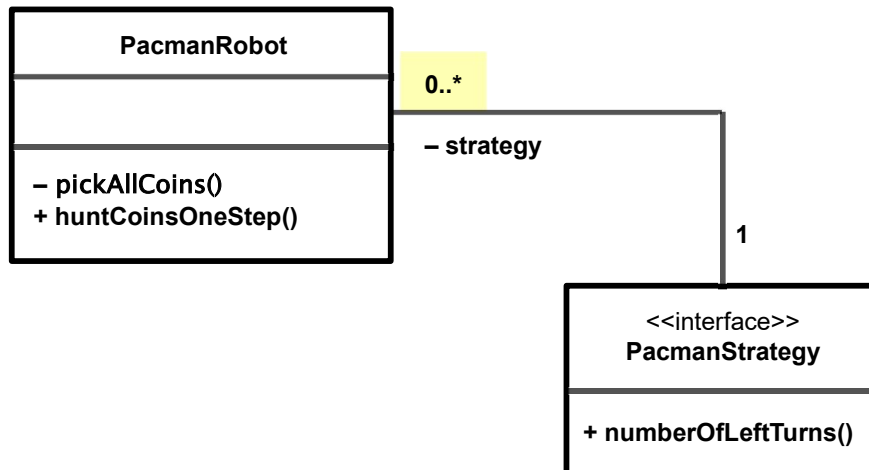 PacmanRobot
0..*
– strategy
– pickAllCoins()
+ huntCoinsOneStep()
1
<<interface>>
PacmanStrategy
+ numberOfLeftTurns()